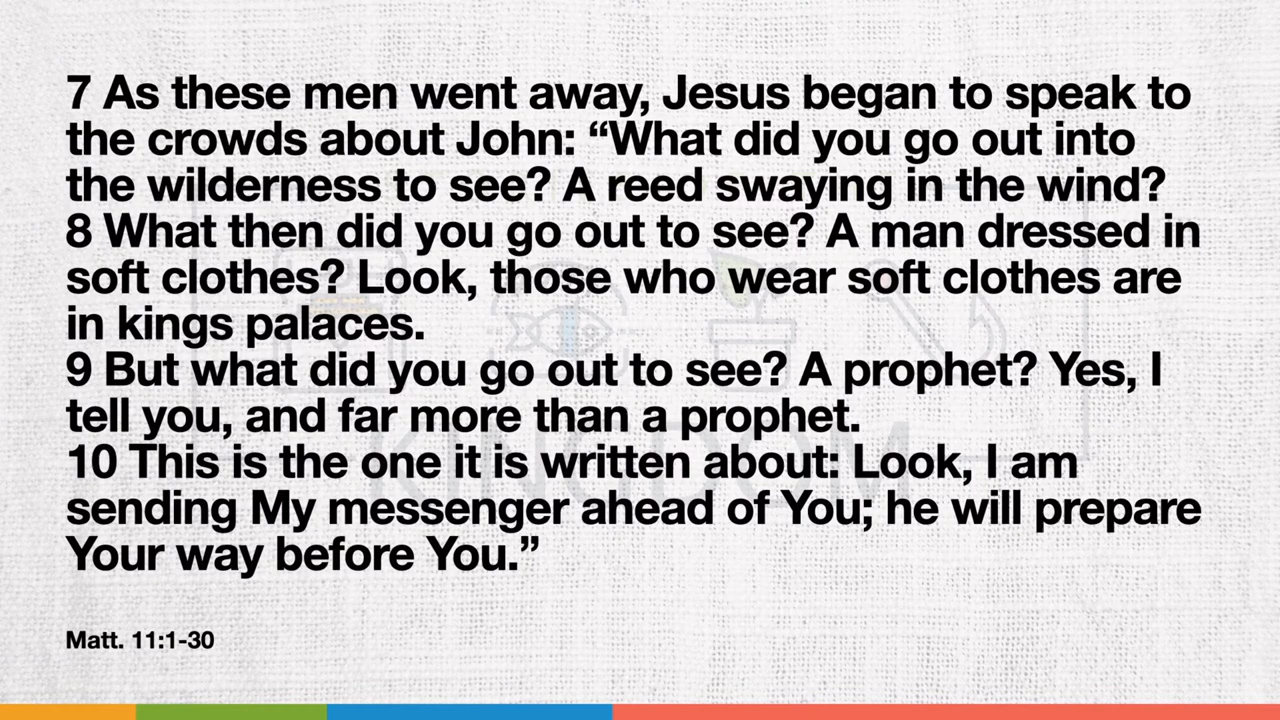 7 As these men went away, Jesus began to speak to
the crowds about John: “What did you go out into
the wilderness to see? A reed swaying in the wind?
8 What then did you go out to see? A man dressed in
soft clothes? Look, those who wear soft clothes are
in kings palaces.
9 But what did you go out to see? A prophet? Yes, I
tell you, and far more than a prophet.
10 This is the one it is written about: Look, I am
sending My messenger ahead of You; he will prepare
Your way before You.”
KINGDOM
Matt. 11:1-30